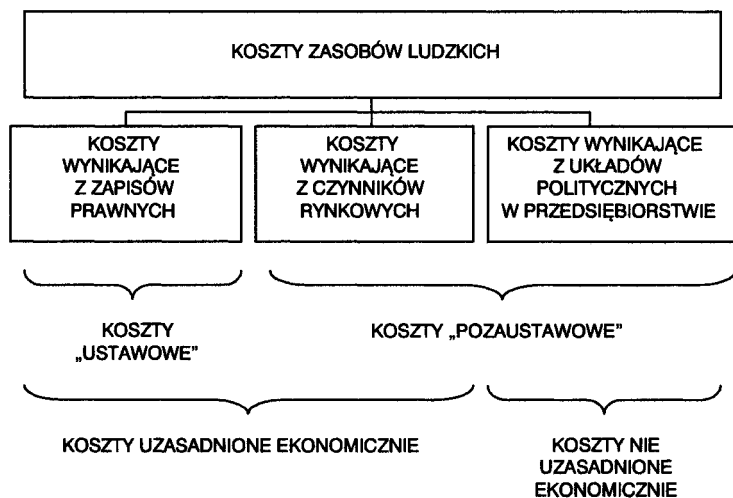 KOSZTY ZASOBÓW LUDZKICH
KOSZTY
WYNIKAJĄCE
Z ZAPISÓW
PRAWNYCH
KOSZTY
WYNIKAJĄCE
Z CZYNNIKÓW
RYNKOWYCH
KOSZTY WYNIKAJĄCE
Z UKŁADÓW
POLITYCZNYCH
W PRZEDSIĘBIORSTWIE
KOSZTY
„USTAWOWE”
KOSZTY „POZAUSTAWOWE”
KOSZTY UZASADNIONE EKONOMICZNIE
KOSZTY NIE
UZASADNIONE
EKONOMICZNIE